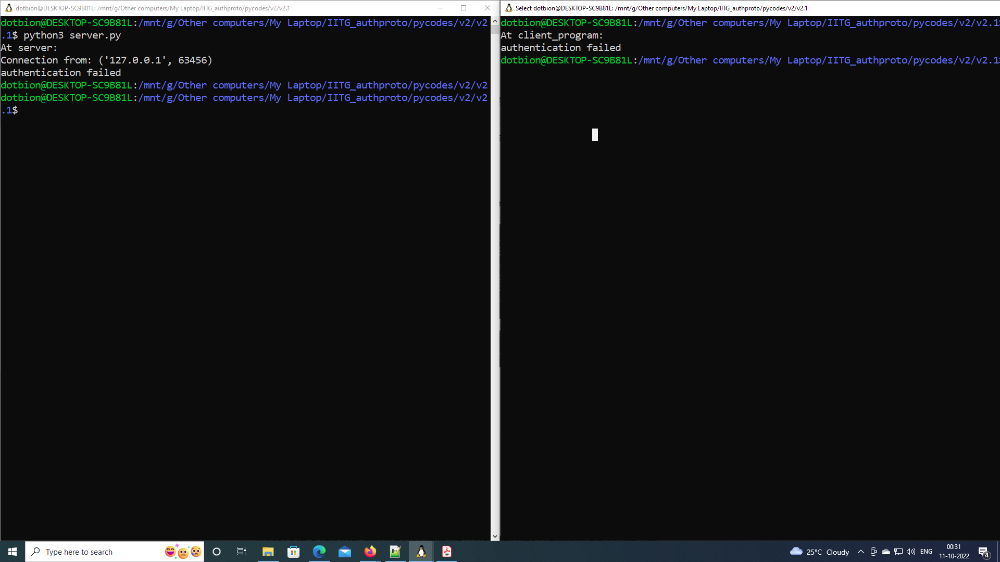 dotbion@DESKTOP-SC9B81L: /mnt/g/Other computers/My Laptop/IITG_authproto/pycodes/v2/v2.1
dotbion@DESKTOP-SC9B81L:/mnt/g/Other computers/My Laptop/IITG_authproto/pycodes/v2/v2
.1$ python3 server.py
At server:
Connection from: ('127.0.0.1', 63456)
authentication failed
dotbion@DESKTOP-SC9B81L:/mnt/g/Other computers/My Laptop/IITG_authproto/pycodes/v2/v2
dotbion@DESKTOP-SC9B81L:/mnt/g/Other computers/My Laptop/IITG_authproto/pycodes/v2/v2
.1$
Select dotbion@DESKTOP-SC9B81L: /mnt/g/Other computers/My Laptop/IITG_authproto/pycodes/v2/v2.1
dotbion@DESKTOP-SC9B81L:/mnt/g/Other computers/My Laptop/IITG_authproto/pycodes/v2/v2.1
At client_program:
authentication failed
dotbion@DESKTOP-SC9B81L:/mnt/g/Other computers/My Laptop/IITG_authproto/pycodes/v2/v2.1
Type here to search
25°C Cloudy
ENG
00:31
11-10-2022
4